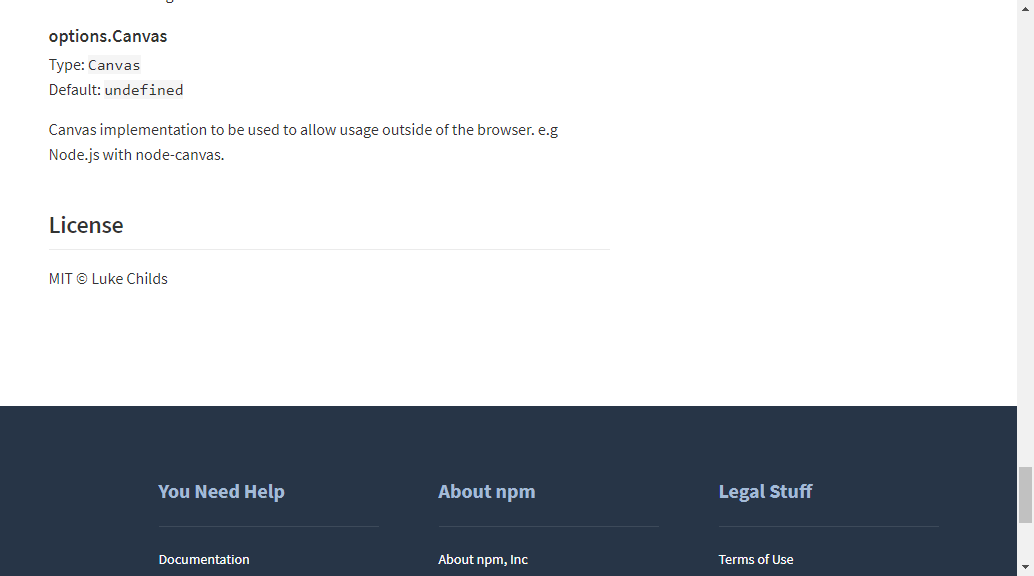 options.Canvas
Type: Canvas
Default: undefined
Canvas implementation to be used to allow usage outside of the browser. e.g
Node.js with node-canvas.
License
MIT © Luke Childs
You Need Help
About npm
Legal Stuff
Documentation
About npm, Inc
Terms of Use